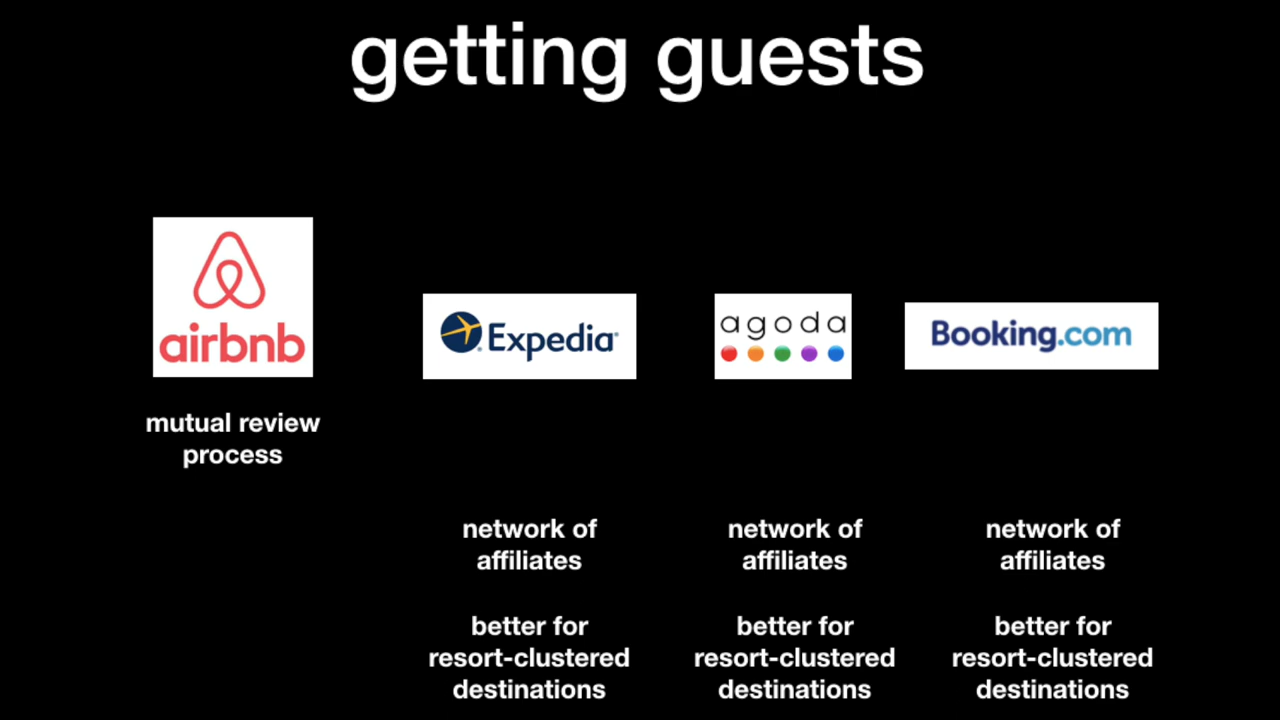 getting guests
airbnb
mutual review
process
Expedia
network of
affiliates
better for
resort-clustered
destinations
agoda
network of
affiliates
better for
resort-clustered
destinations
Booking.com
network of
affiliates
better for
resort-clustered
destinations